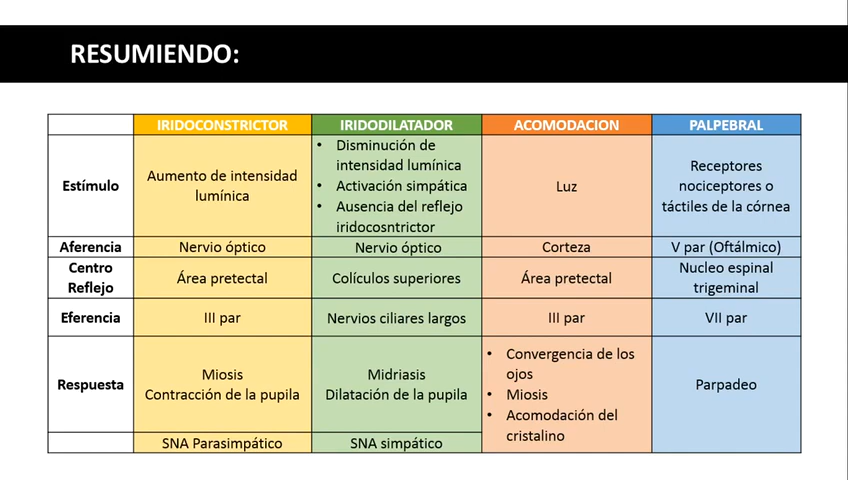 RESUMIENDO:
IRIDOCONSTRICTOR IRIDODILATADOR ACOMODACION PALPEBRAL
Estímulo
Aumento de intensidad
lumínica
• Disminución de
intensidad lumínica
• Activación simpática
• Ausencia del reflejo
iridocosntrictor
Luz
Receptores
nociceptores o
táctiles de la córnea
Aferencia Nervio óptico Nervio óptico Corteza V par (Oftálmico)
Centro
Reflejo
Área pretectal
Colículos superiores
Área pretectal
Nucleo espinal
trigeminal
Eferencia III par Nervios ciliares largos III par VII par
Respuesta
Miosis
Contracción de la pupila
Midriasis
Dilatación de la pupila
• Convergencia de los
ojos
• Miosis
• Acomodación del
cristalino
Parpadeo
SNA Parasimpático SNA simpático